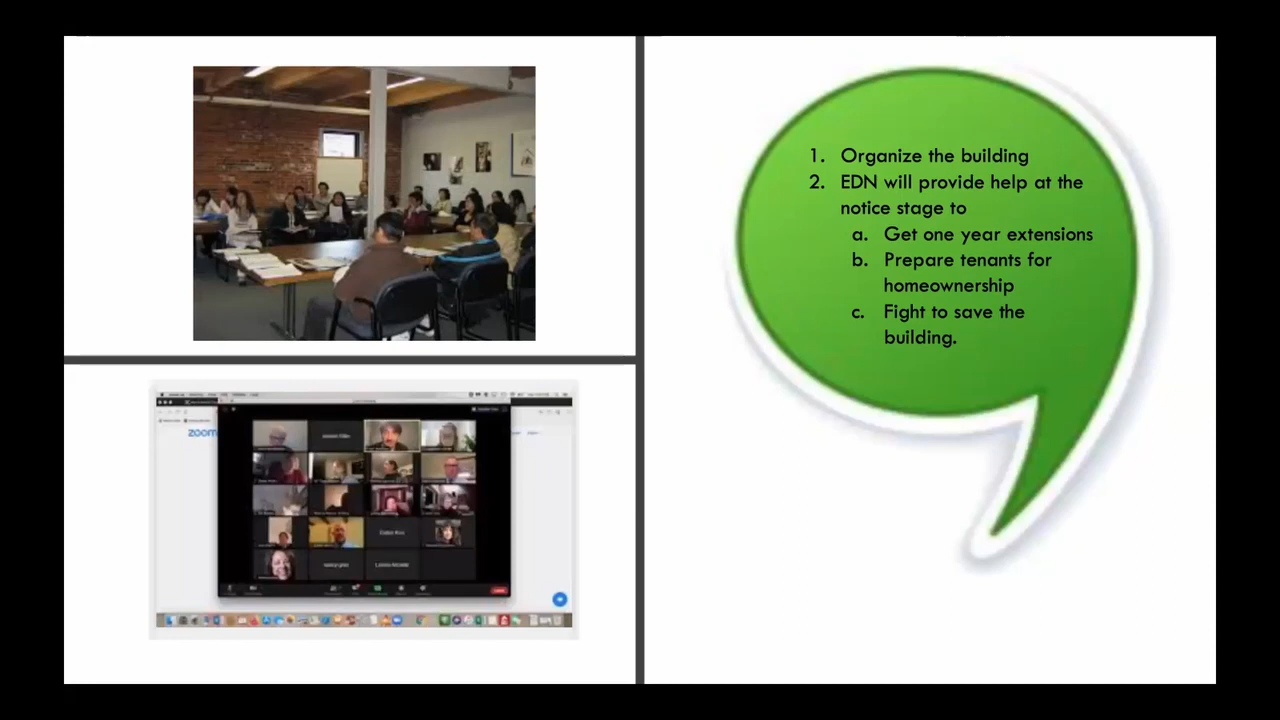 1. Organize the building
2. EDN will provide help at the
notice stage to
a. Get one year extensions
b. Prepare tenants for
homeownership
c. Fight to save the
building.
zoom